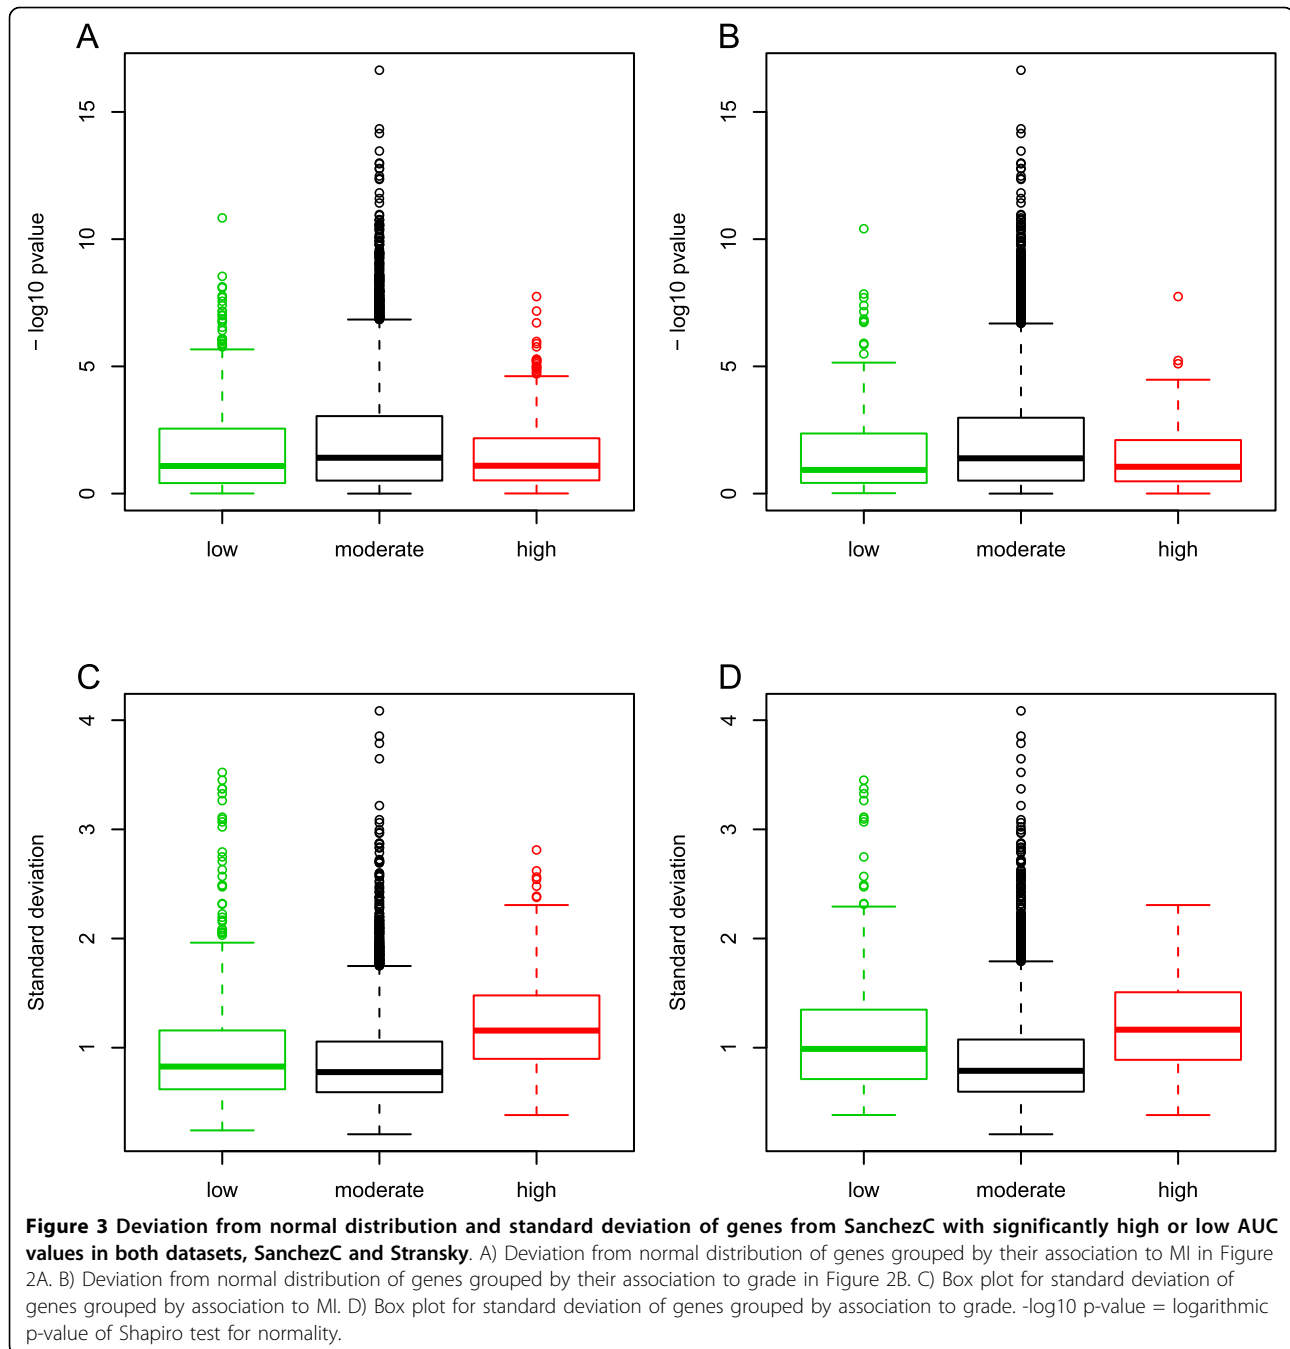 A
B
15
10
5
0
– log10 pvalue
low
moderate
high
15
10
5
0
– log10 pvalue
low
moderate
high
C
D
4
3
2
1
Standard deviation
low
moderate
high
4
3
2
1
Standard deviation
low
moderate
high
Figure 3 Deviation from normal distribution and standard deviation of genes from SanchezC with significantly high or low AUC
values in both datasets, SanchezC and Stransky. A) Deviation from normal distribution of genes grouped by their association to MI in Figure
2A. B) Deviation from normal distribution of genes grouped by their association to grade in Figure 2B. C) Box plot for standard deviation of
genes grouped by association to MI. D) Box plot for standard deviation of genes grouped by association to grade. -log10 p-value = logarithmic
p-value of Shapiro test for normality.